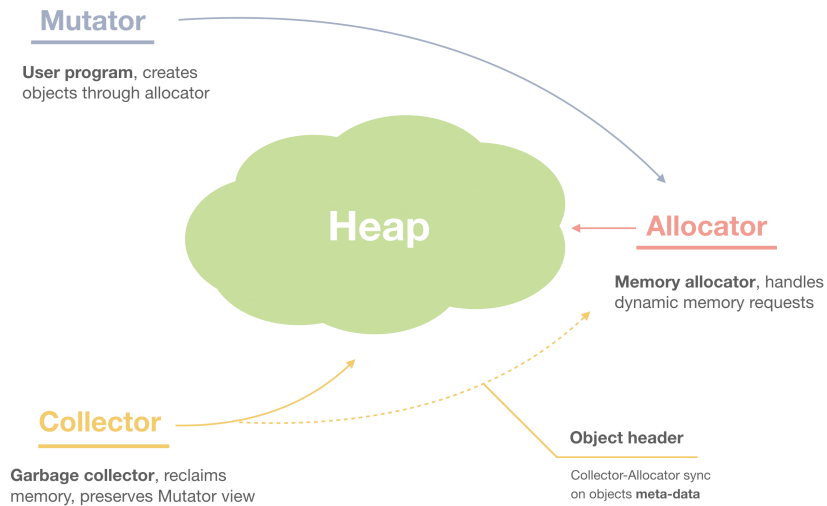 Mutator
User program, creates
objects through allocator
Heap
Allocator
Memory allocator, handles
dynamic memory requests
Collector
Garbage collector, reclaims
memory, preserves Mutator view
Object header
Collector-Allocator sync
on objects meta-data